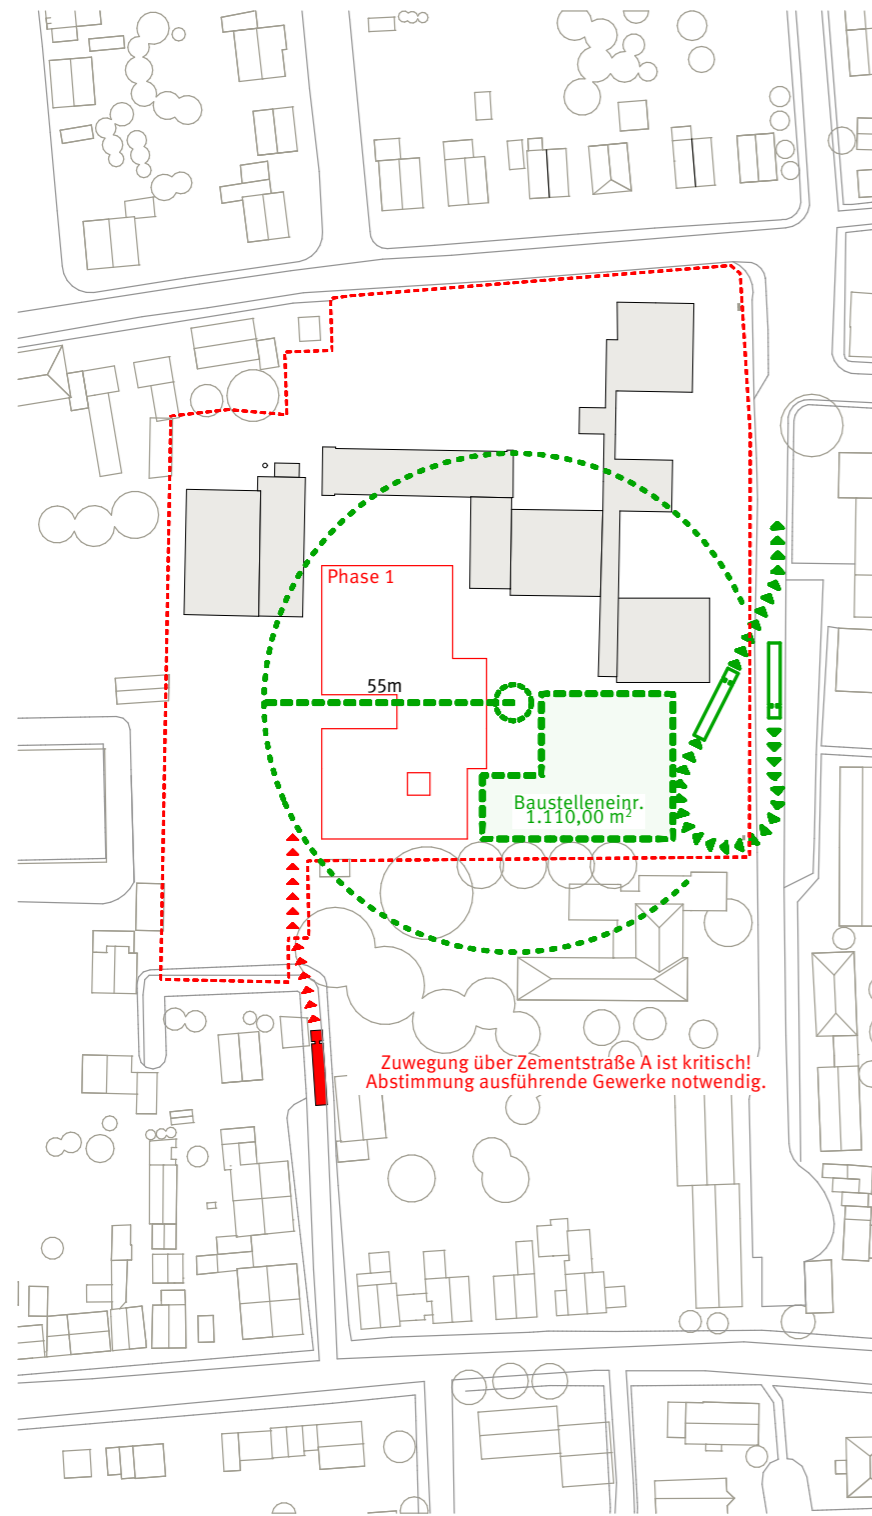 Phase 1
55m
Baustelleneinr.
1.110,00 m²
Zuwegung über Zementstraße A ist kritisch!
Abstimmung ausführende Gewerke notwendig.